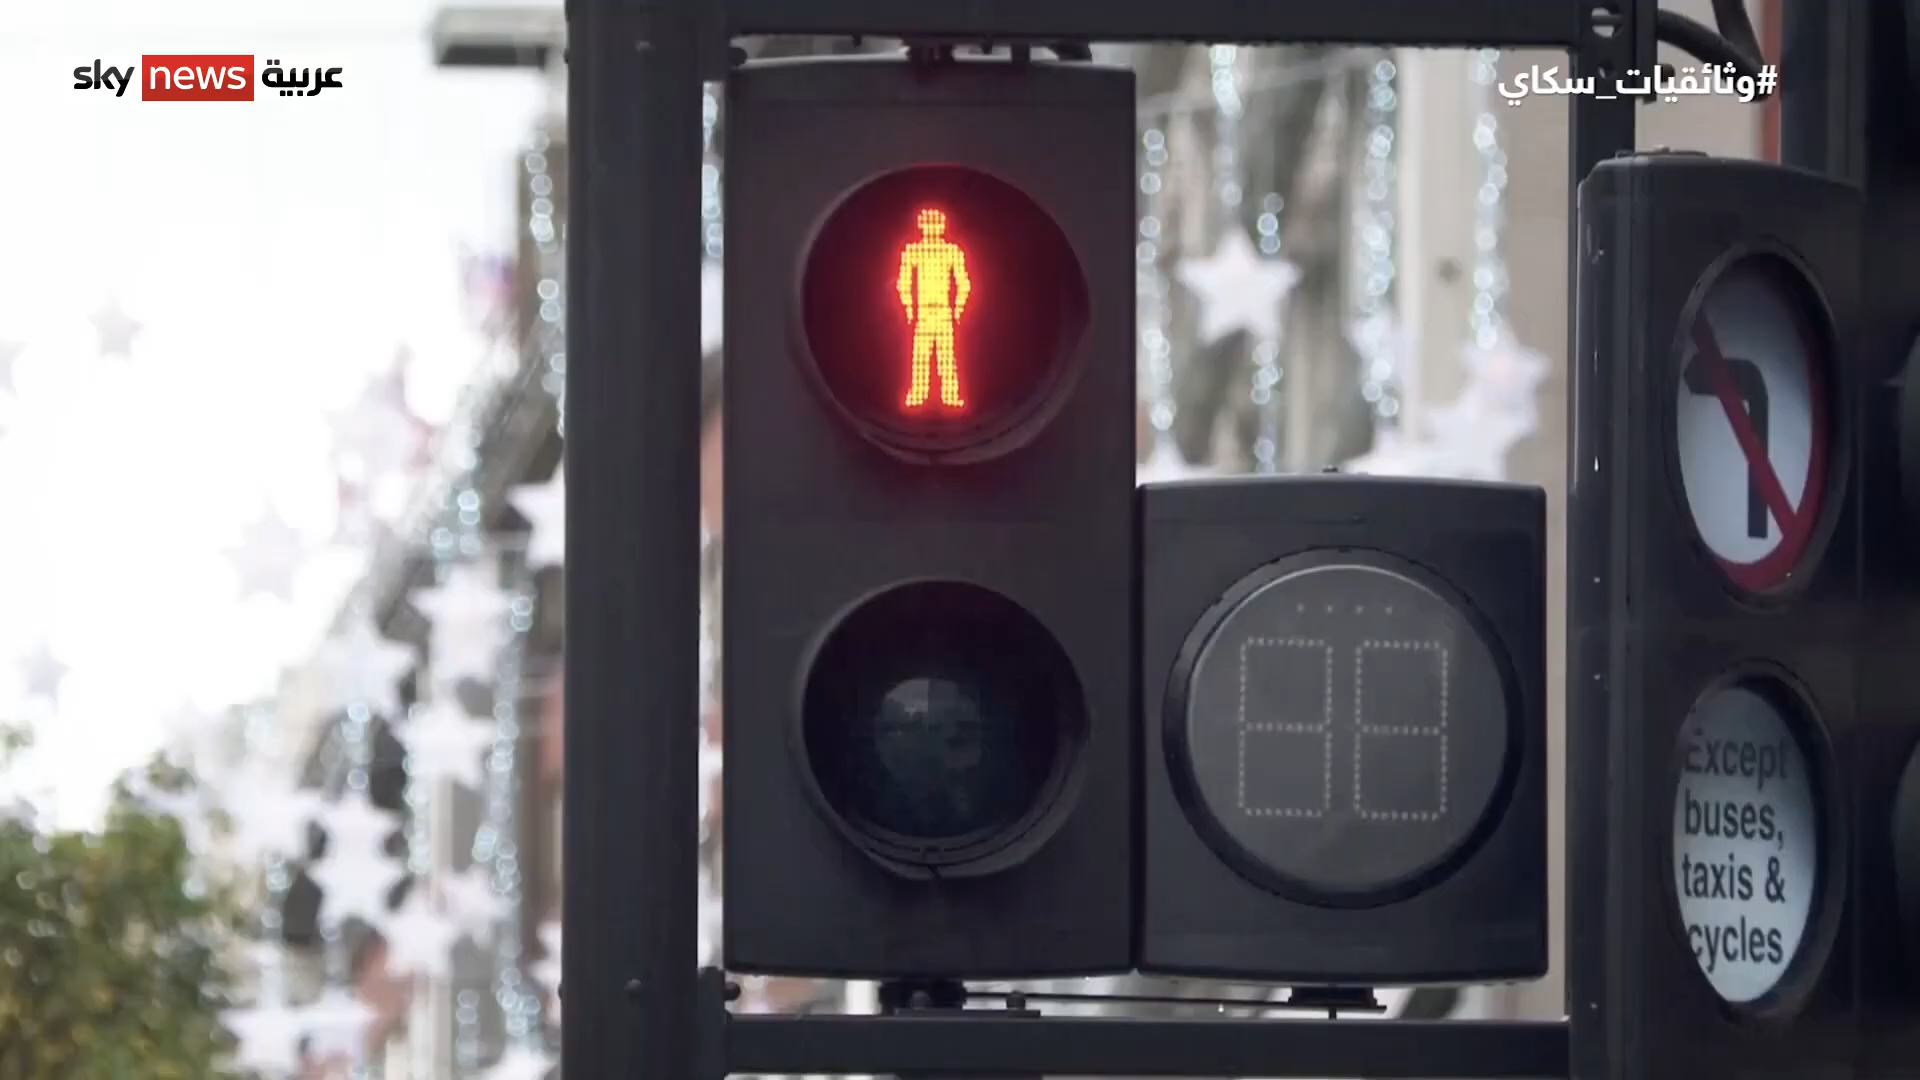 sky news عربية
#وثائقيات_سكاي
Except
buses,
taxis &
cycles